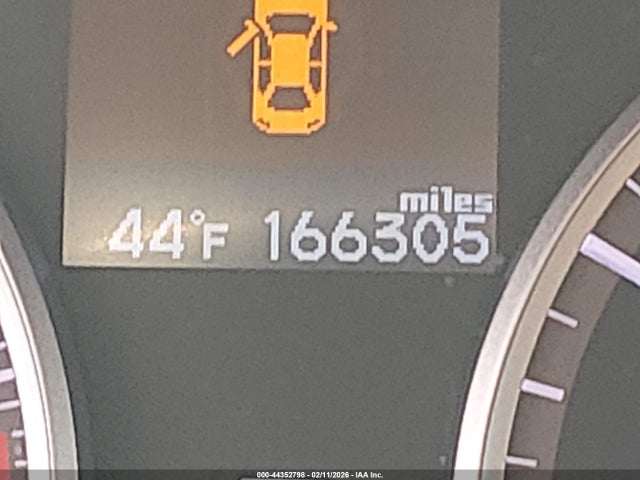 miles
44°F 166305
000-44352798 - 02/11/2026 - IAA Inc.